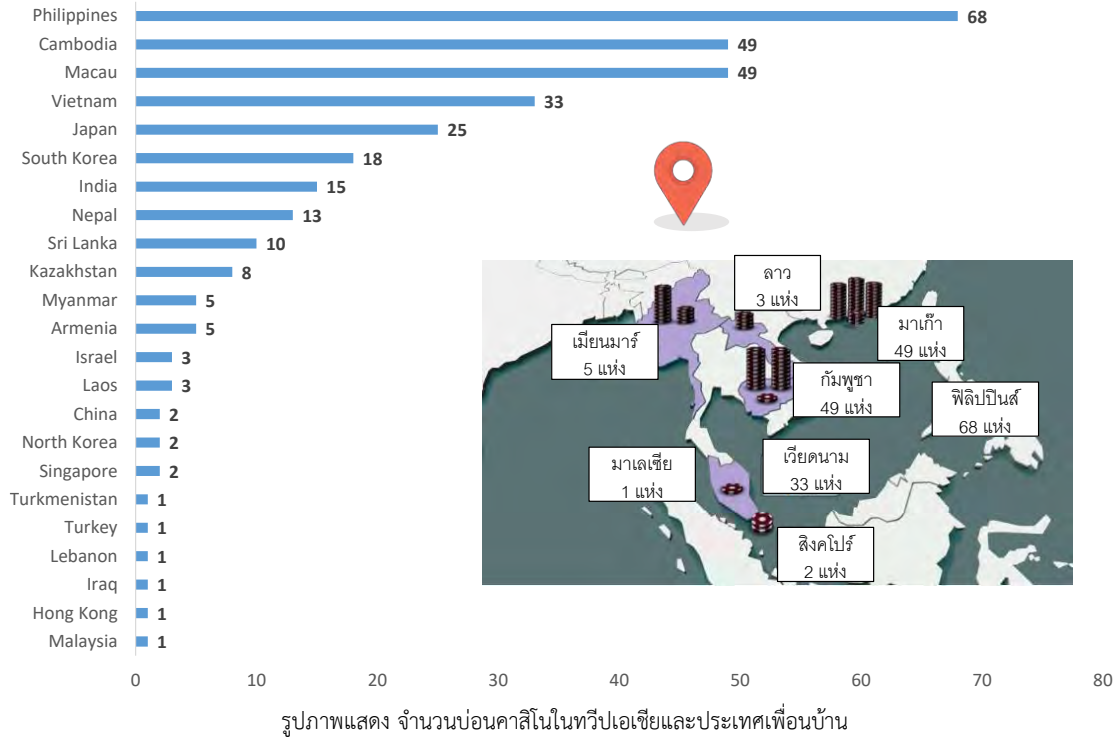 Philippines 68
Cambodia 49
Macau 49
Vietnam 33
Japan 25
South Korea 18
India 15
Nepal 13
Sri Lanka 10
Kazakhstan 8
Myanmar 5
Armenia 5
Israel 3
Laos 3
China 2
North Korea 2
Singapore 2
Turkmenistan 1
Turkey 1
Lebanon 1
Iraq 1
Hong Kong 1
Malaysia 1
0 10 20 30 40 50 60 70 80
ลาว
3 แห่ง
เมียนมาร์
5 แห่ง
มาเก๊า
49 แห่ง
กัมพูชา
49 แห่ง
ฟิลิปปินส์
68 แห่ง
มาเลเซีย
1 แห่ง
เวียดนาม
33 แห่ง
สิงคโปร์
2 แห่ง
รูปภาพแสดง จำนวนบ่อนคาสิโนในทวีปเอเชียและประเทศเพื่อนบ้าน